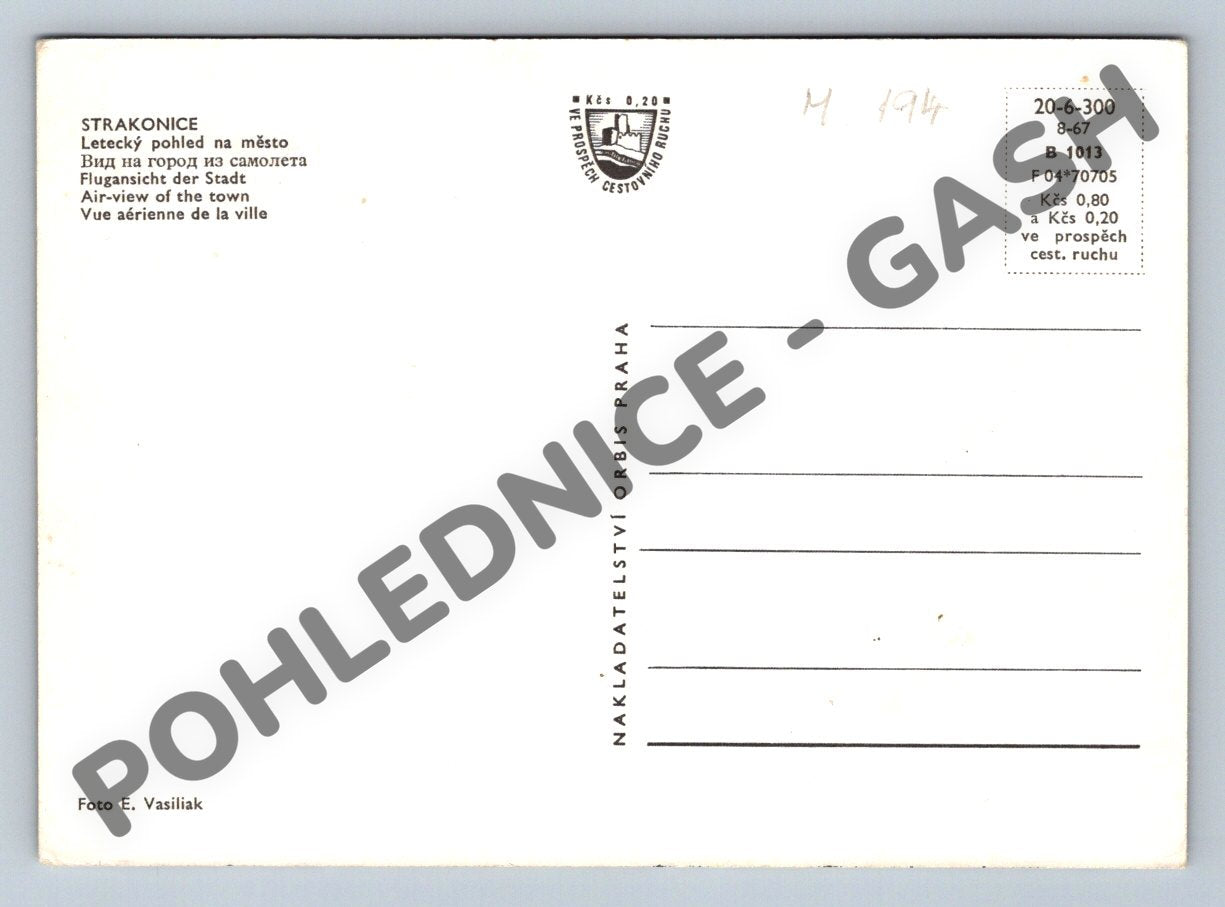 STRAKONICE
Letecký pohled na město
Вид на город из самолета
Flugansicht der Stadt
Air-view of the town
Vue aérienne de la ville
Kčs 0,20
VE PROSPĚCH CESTOVNÍHO RUCHU
M 194
20-6-300
8-67
B 1013
F 04*70705
Kčs 0,80
a Kčs 0,20
ve prospěch
cest. ruchu
NAKLADATELSTVÍ ORBIS PRAHA
POHLEDNICE - GASH
Foto E. Vasiliak